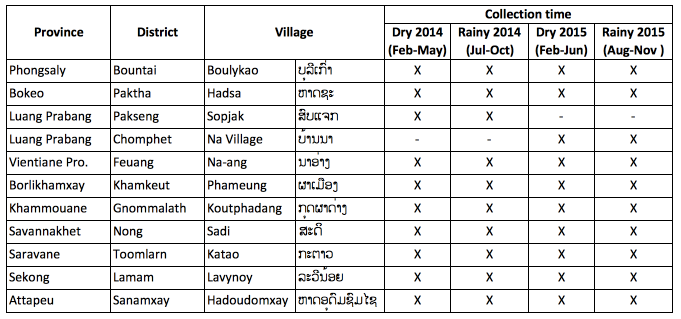 Province District Village Collection time
Dry 2014 Rainy 2014 Dry 2015 Rainy 2015
(Feb-May) (Jul-Oct) (Feb-Jun) (Aug-Nov )
Phongsaly Bountai Boulykao ບຸລີເກົ່າ X X X X
Bokeo Paktha Hadsa ຫາດຊະ X X X X
Luang Prabang Pakseng Sopjak ສົບແຈກ X X - -
Luang Prabang Chomphet Na Village ບ້ານນາ - - X X
Vientiane Pro. Feuang Na-ang ນາອ່າງ X X X X
Borlikhamxay Khamkeut Phameung ຜາເມືອງ X X X X
Khammouane Gnommalath Koutphadang ກຸດຜາດ່າງ X X X X
Savannakhet Nong Sadi ສະດີ X X X X
Saravane Toomlarn Katao ກະຕາວ X X X X
Sekong Lamam Lavynoy ລະວີນ້ອຍ X X X X
Attapeu Sanamxay Hadoudomxay ຫາດອຸດົມຊົມໄຊ X X X X